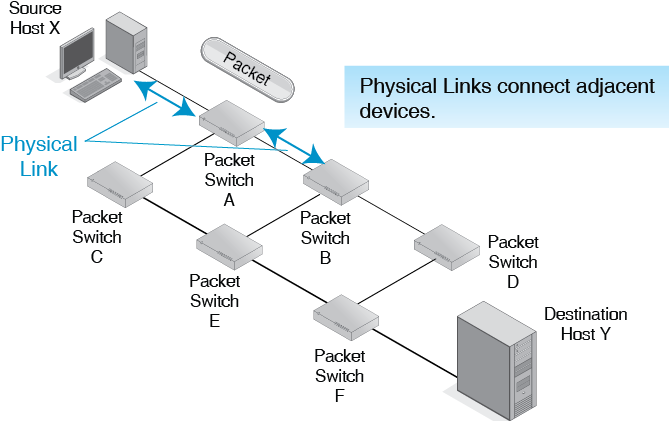 Source
Host X
Packet
Physical Links connect adjacent
devices.
Physical
Link
Packet
Switch
A
Packet
Switch
C
Packet
Switch
B
Packet
Switch
D
Packet
Switch
E
Destination
Host Y
Packet
Switch
F